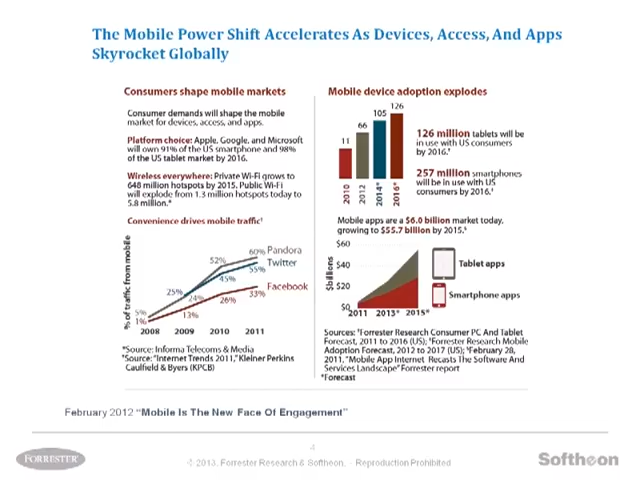 The Mobile Power Shift Accelerates As Devices, Access, And Apps
Skyrocket Globally
Consumers shape mobile markets
Consumer demands will shape the mobile
market for devices, access, and apps.
Platform choice: Apple, Google, and Microsoft
will own 91% of the US smartphone and 98%
of the US tablet market by 2016.
Wireless everywhere: Private Wi-Fi grows to
648 million hotspots by 2015. Public Wi-Fi
will explode from 1.3 million hotspots today to
5.8 million.*
Convenience drives mobile traffic†
% of traffic from mobile
5%
1%
25%
24%
13%
52%
45%
26%
60% Pandora
55% Twitter
33% Facebook
2008 2009 2010 2011
*Source: Informa Telecoms & Media
†Source: "Internet Trends 2011," Kleiner Perkins
Caulfield & Byers (KPCB)
Mobile device adoption explodes
11
66
105
126
2010
2012
2014*
2016*
126 million tablets will be
in use with US consumers
by 2016.
257 million smartphones
will be in use with US
consumers by 2016.
Mobile apps are a $6.0 billion market today,
growing to $55.7 billion by 2015.
$billions
$60
$40
$20
$0
2011 2013* 2015*
Tablet apps
Smartphone apps
Sources: Forrester Research Consumer PC And Tablet
Forecast, 2011 to 2016 (US); Forrester Research Mobile
Adoption Forecast, 2012 to 2017 (US); February 28,
2011, "Mobile App Internet Recasts The Software And
Services Landscape" Forrester report
*Forecast
February 2012 "Mobile Is The New Face Of Engagement"
4
© 2013, Forrester Research & Softheon, - Reproduction Prohibited
FORRESTER
Softheon